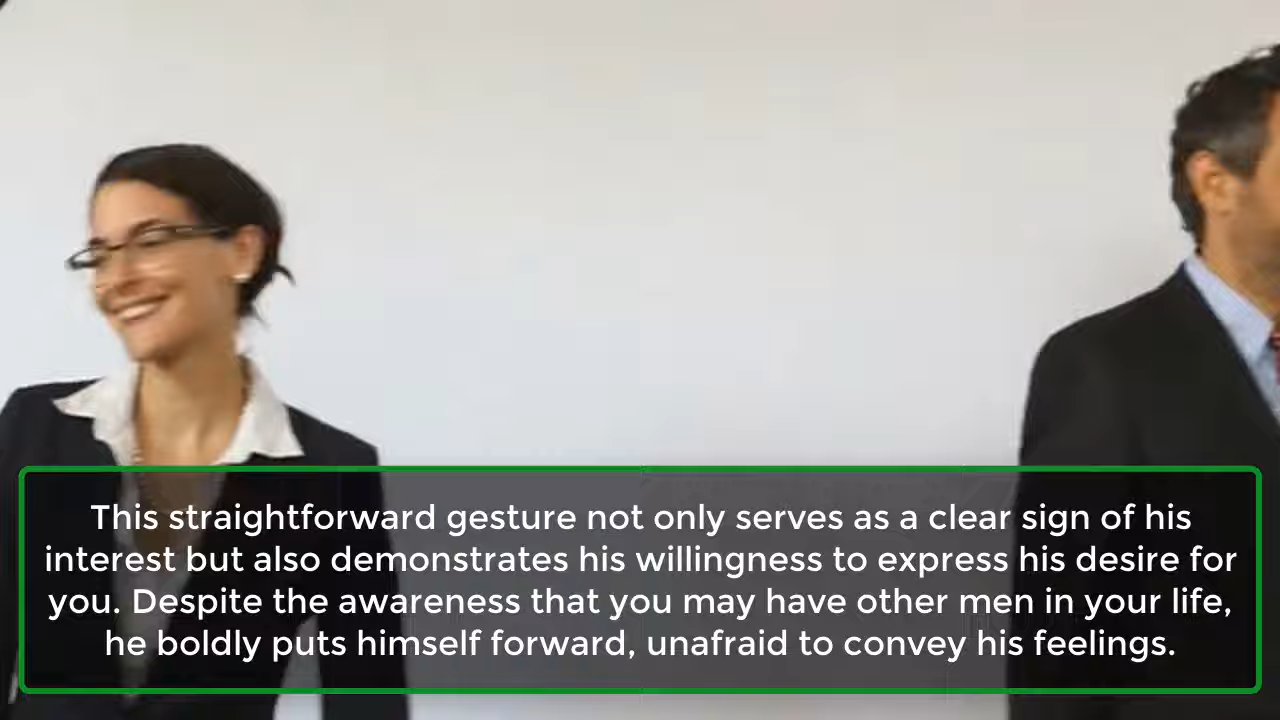 This straightforward gesture not only serves as a clear sign of his
interest but also demonstrates his willingness to express his desire for
you. Despite the awareness that you may have other men in your life,
he boldly puts himself forward, unafraid to convey his feelings.